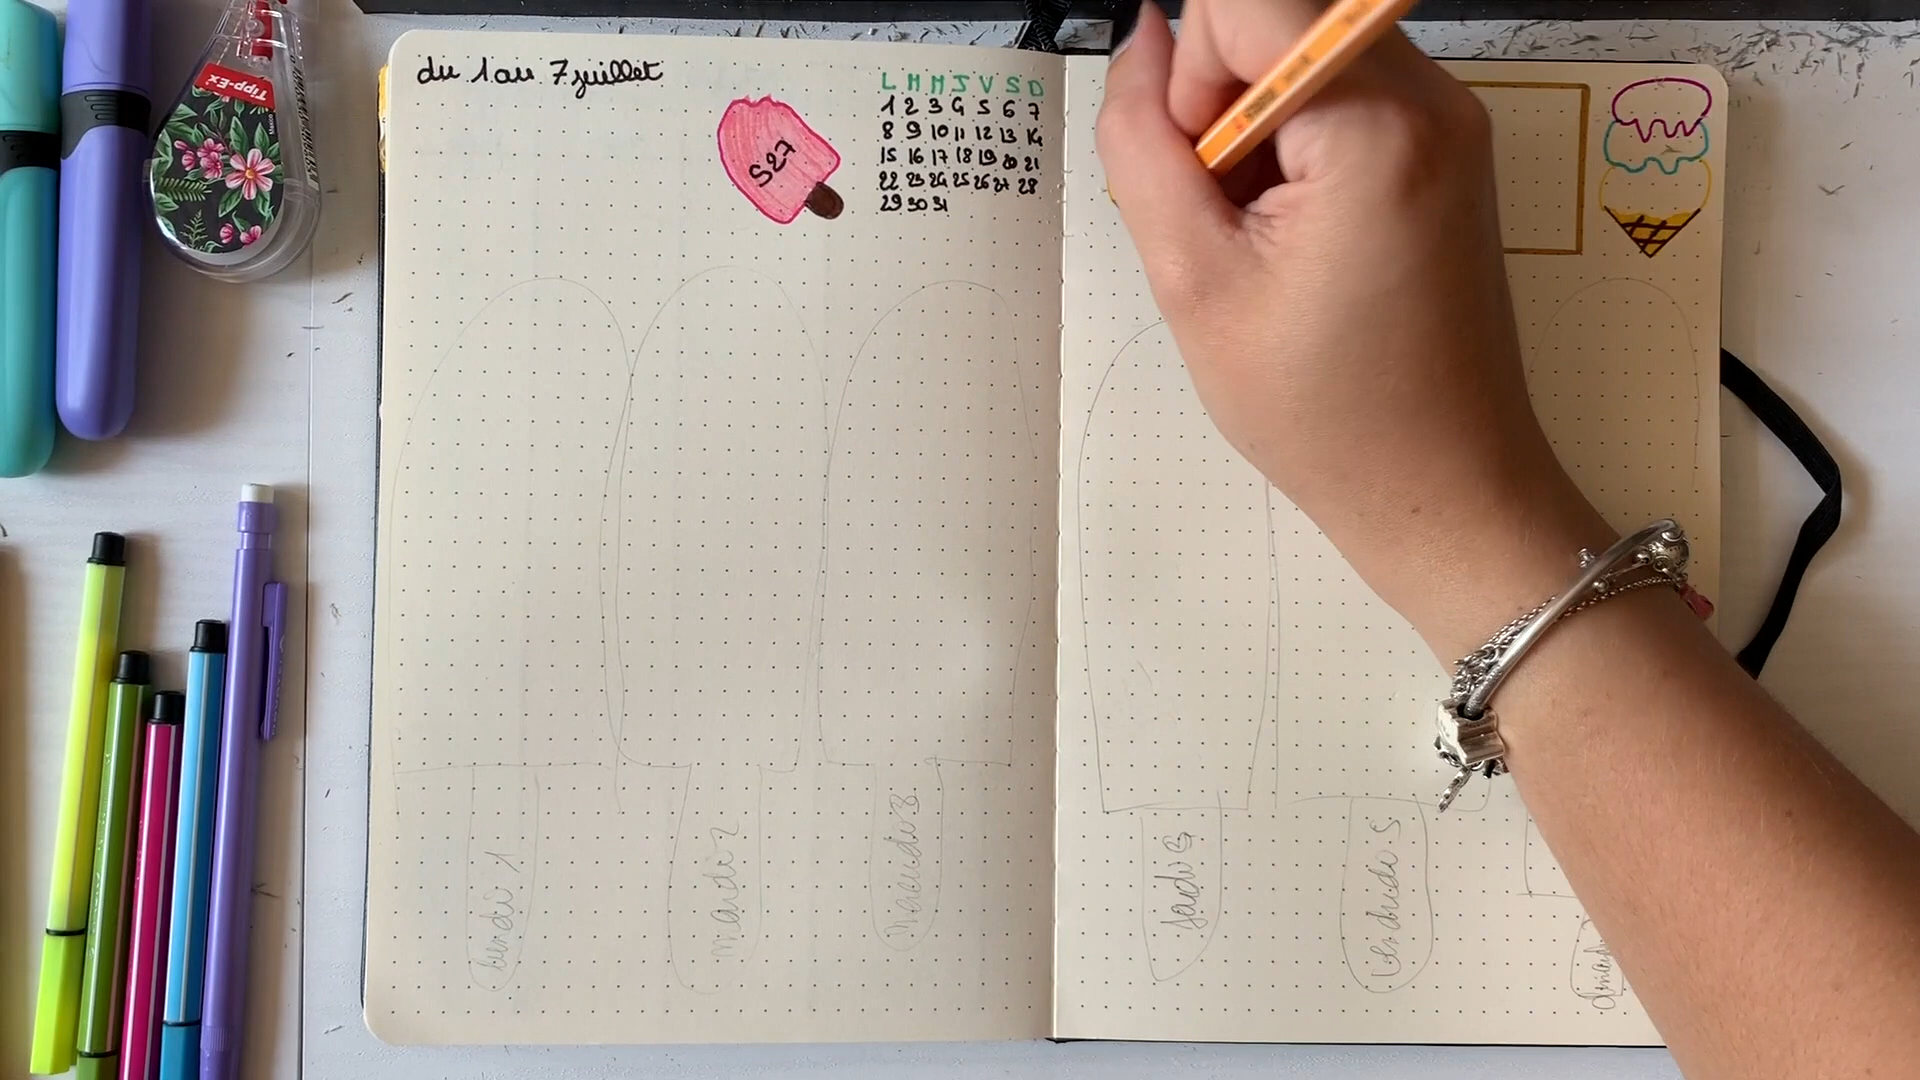 du 1 au 7 juillet
S27
L M M J V S D
1 2 3 4 5 6 7
8 9 10 11 12 13 14
15 16 17 18 19 20 21
22 23 24 25 26 27 28
29 30 31
lundi 1
mardi 2
mercredi 3
jeudi 4
vendredi 5
Tipp-Ex